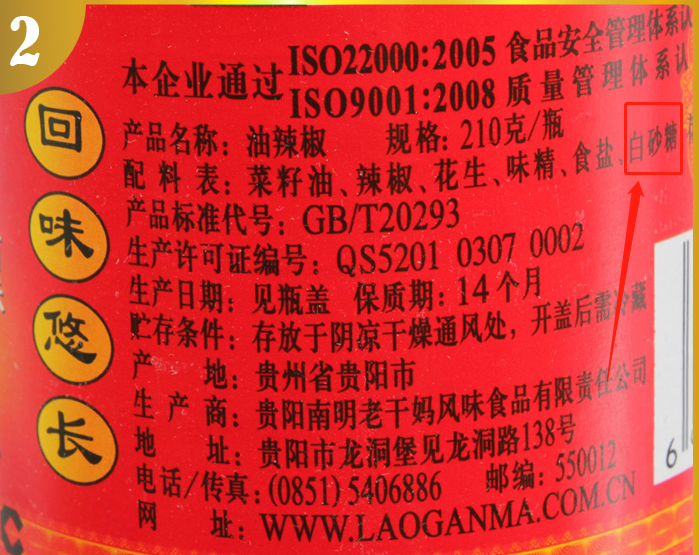 2
本企业通过
ISO22000:2005 食品安全管理体系认
ISO9001:2008 质量管理体系认
回味悠长
产品名称：油辣椒 规格：210克/瓶
配料表：菜籽油、辣椒、花生、味精、食盐、白砂糖
产品标准代号：GB/T20293
生产许可证编号：QS5201 0307 0002
生产日期：见瓶盖 保质期：14个月
贮存条件：存放于阴凉干燥通风处，开盖后需冷藏
产 地：贵州省贵阳市
生产商：贵阳南明老干妈风味食品有限责任公司
地 址：贵阳市龙洞堡见龙洞路138号
电话/传真：(0851)5406886 邮编：550012
网 址：WWW.LAOGANMA.COM.CN
6
C